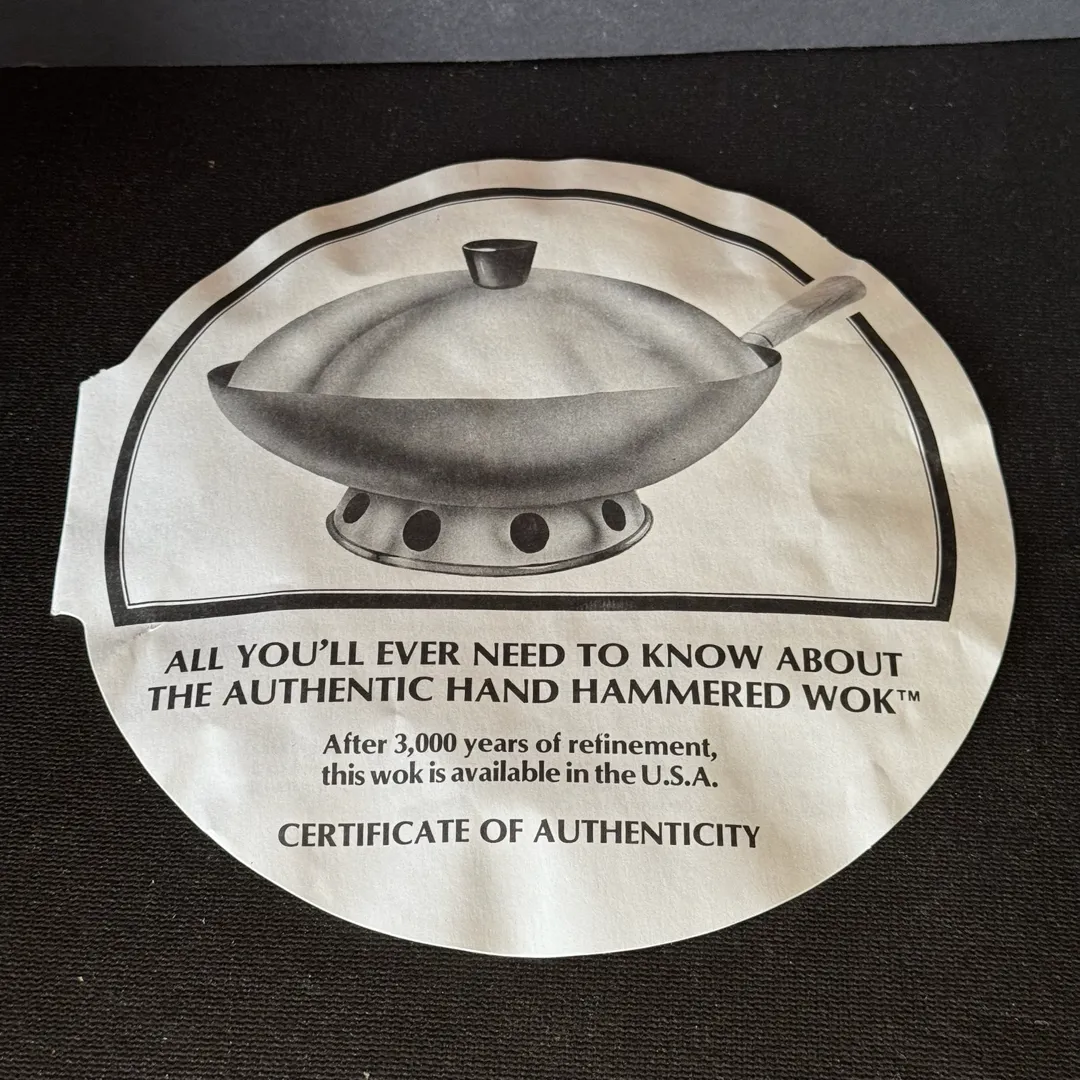 ALL YOU'LL EVER NEED TO KNOW ABOUT
THE AUTHENTIC HAND HAMMERED WOK™
After 3,000 years of refinement,
this wok is available in the U.S.A.
CERTIFICATE OF AUTHENTICITY